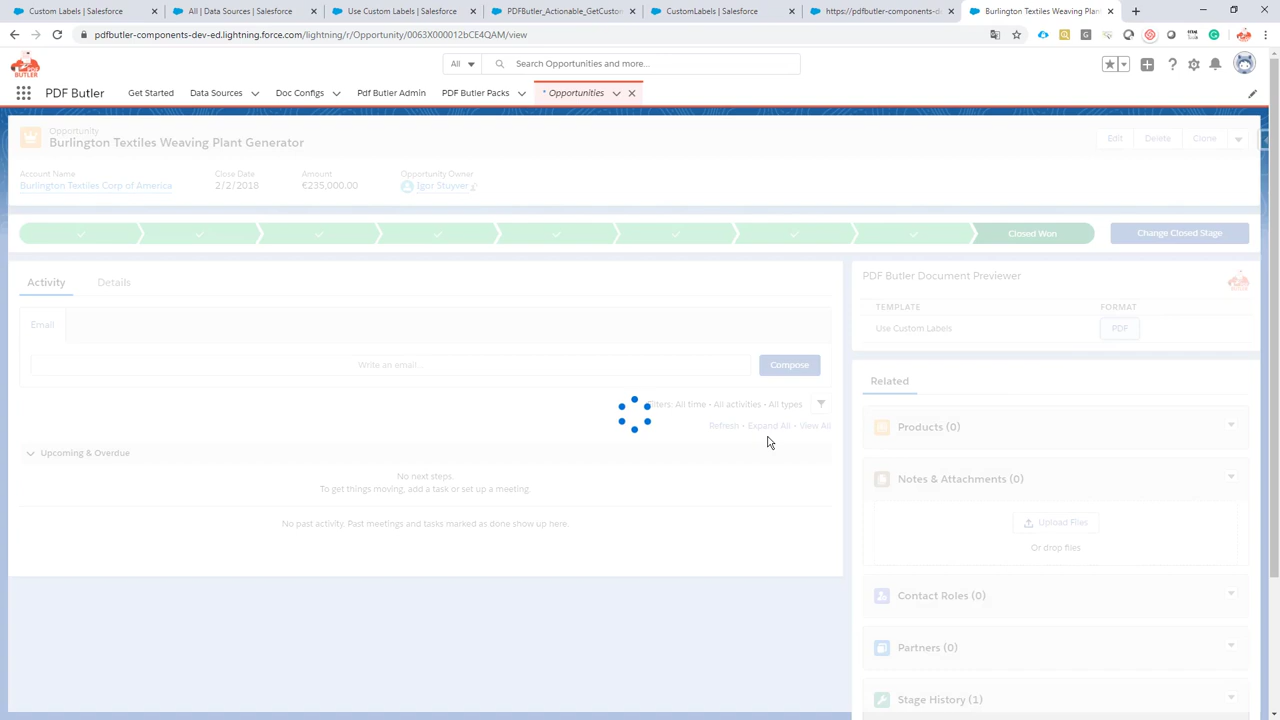 Custom Labels | Salesforce
All | Data Sources | Salesforce
Use Custom Labels | Salesforce
PDFButler_Actionable_GetCustom
CustomLabels | Salesforce
https://pdfbutler-components-de
Burlington Textiles Weaving Plan
pdfbutler-components-dev-ed.lightning.force.com/lightning/r/Opportunity/0063X000012bCE4QAM/view
PDF BUTLER
All
Search Opportunities and more...
PDF Butler
Get Started
Data Sources
Doc Configs
Pdf Butler Admin
PDF Butler Packs
* Opportunities
Opportunity
Burlington Textiles Weaving Plant Generator
Edit
Delete
Clone
Account Name
Close Date
Amount
Opportunity Owner
Burlington Textiles Corp of America
2/2/2018
€235,000.00
Igor Stuyver
Closed Won
Change Closed Stage
Activity
Details
PDF Butler Document Previewer
TEMPLATE
FORMAT
Use Custom Labels
PDF
Email
Write an email...
Compose
Related
Filters: All time • All activities • All types
Refresh • Expand All • View All
Products (0)
Upcoming & Overdue
No next steps.
To get things moving, add a task or set up a meeting.
Notes & Attachments (0)
Upload Files
Or drop files
No past activity. Past meetings and tasks marked as done show up here.
Contact Roles (0)
Partners (0)
Stage History (1)